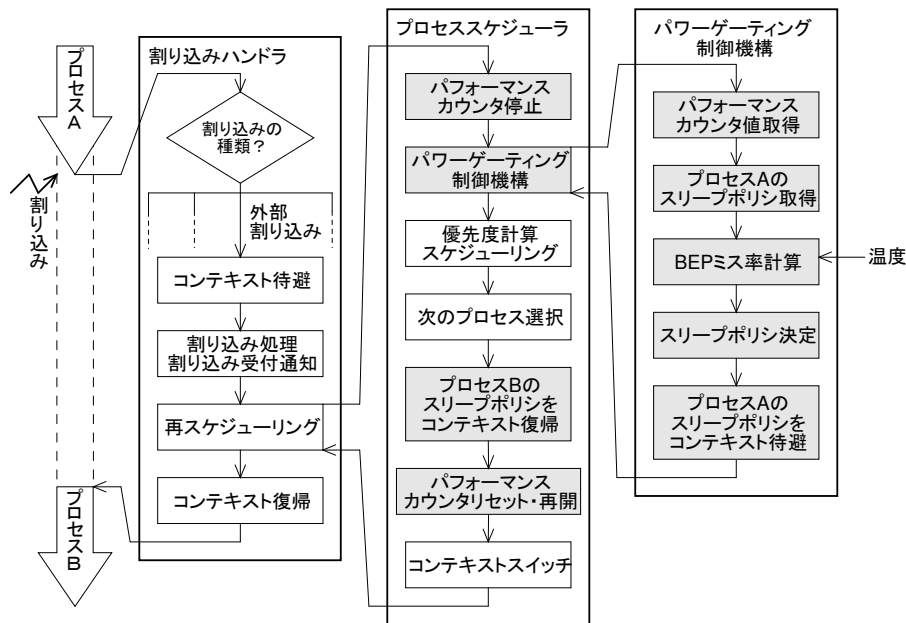 プロセスA
割り込み
プロセスB
割り込みハンドラ
割り込みの
種類？
外部
割り込み
コンテキスト待避
割り込み処理
割り込み受付通知
再スケジューリング
コンテキスト復帰
プロセススケジューラ
パフォーマンス
カウンタ停止
パワーゲーティング
制御機構
優先度計算
スケジューリング
次のプロセス選択
プロセスBの
スリープポリシを
コンテキスト復帰
パフォーマンス
カウンタリセット・再開
コンテキストスイッチ
パワーゲーティング
制御機構
パフォーマンス
カウンタ値取得
プロセスAの
スリープポリシ取得
BEPミス率計算
温度
スリープポリシ決定
プロセスAの
スリープポリシを
コンテキスト待避